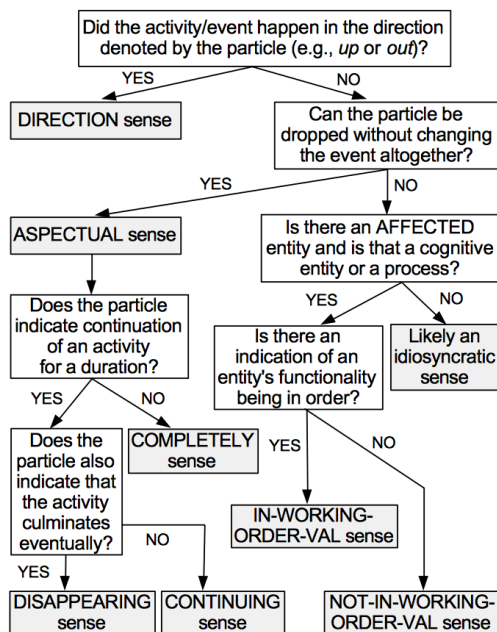 Did the activity/event happen in the direction
denoted by the particle (e.g., up or out)?
YES
NO
DIRECTION sense
Can the particle be
dropped without changing
the event altogether?
YES
NO
ASPECTUAL sense
Is there an AFFECTED
entity and is that a cognitive
entity or a process?
Does the particle
indicate continuation
of an activity
for a duration?
YES
NO
Is there an
indication of an
entity's functionality
being in order?
Likely an
idiosyncratic
sense
YES
NO
Does the
particle also
indicate that
the activity
culminates
eventually?
COMPLETELY
sense
YES
NO
IN-WORKING-
ORDER-VAL sense
YES
NO
DISAPPEARING
sense
CONTINUING
sense
NOT-IN-WORKING-
ORDER-VAL sense